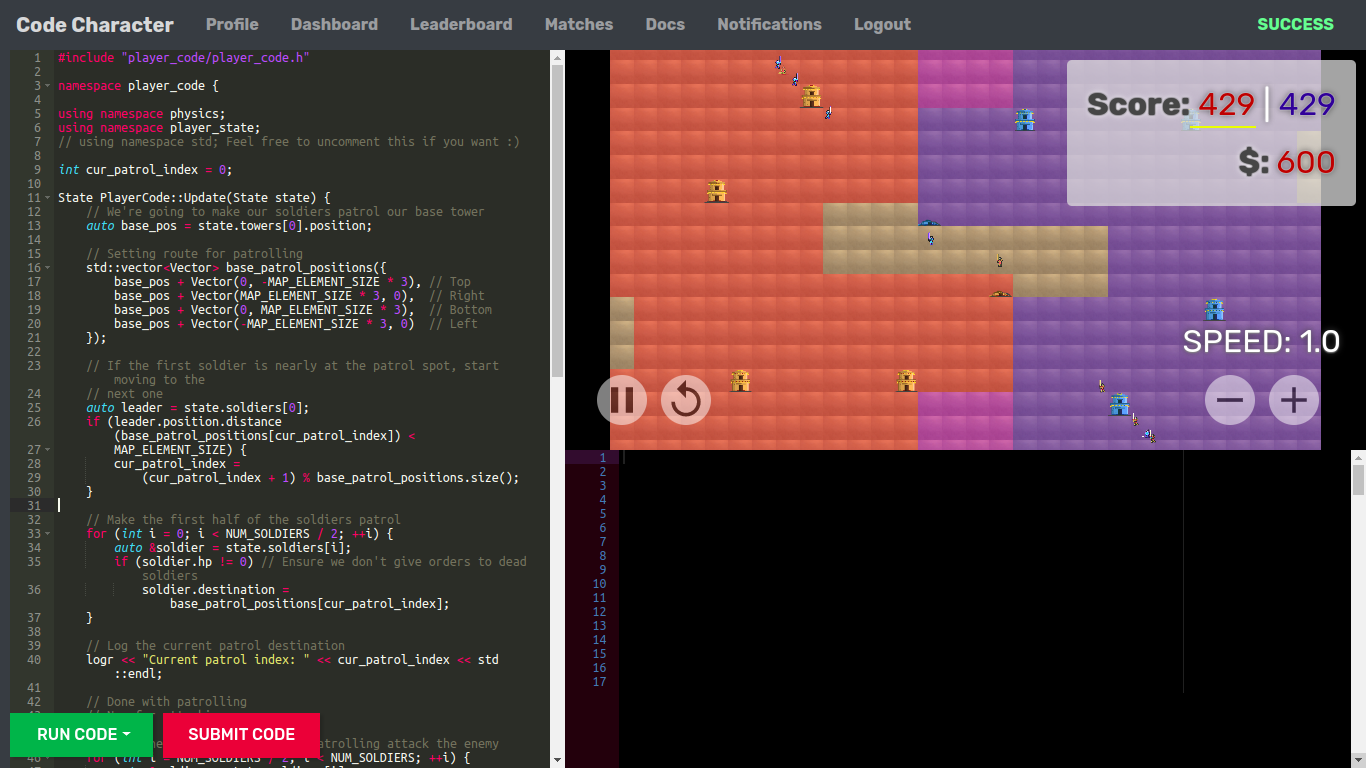 Code Character Profile Dashboard Leaderboard Matches Docs Notifications Logout SUCCESS
1 #include "player_code/player_code.h"
2
3 namespace player_code {
4
5 using namespace physics;
6 using namespace player_state;
7 // using namespace std; Feel free to uncomment this if you want :)
8
9 int cur_patrol_index = 0;
10
11 State PlayerCode::Update(State state) {
12 // We're going to make our soldiers patrol our base tower
13 auto base_pos = state.towers[0].position;
14
15 // Setting route for patrolling
16 std::vector<Vector> base_patrol_positions({
17 base_pos + Vector(0, -MAP_ELEMENT_SIZE * 3), // Top
18 base_pos + Vector(MAP_ELEMENT_SIZE * 3, 0), // Right
19 base_pos + Vector(0, MAP_ELEMENT_SIZE * 3), // Bottom
20 base_pos + Vector(-MAP_ELEMENT_SIZE * 3, 0) // Left
21 });
22
23 // If the first soldier is nearly at the patrol spot, start
moving to the
24 // next one
25 auto leader = state.soldiers[0];
26 if (leader.position.distance
(base_patrol_positions[cur_patrol_index]) <
27 MAP_ELEMENT_SIZE) {
28 cur_patrol_index =
29 (cur_patrol_index + 1) % base_patrol_positions.size();
30 }
31
32 // Make the first half of the soldiers patrol
33 for (int i = 0; i < NUM_SOLDIERS / 2; ++i) {
34 auto &soldier = state.soldiers[i];
35 if (soldier.hp != 0) // Ensure we don't give orders to dead
soldiers
36 soldier.destination =
base_patrol_positions[cur_patrol_index];
37 }
38
39 // Log the current patrol destination
40 logr << "Current patrol index: " << cur_patrol_index << std
::endl;
41
42 // Done with patrolling
patrolling attack the enemy
for (int i = NUM_SOLDIERS / 2; i < NUM_SOLDIERS; ++i) {
RUN CODE
SUBMIT CODE
Score: 429 | 429
$: 600
SPEED: 1.0
1
2
3
4
5
6
7
8
9
10
11
12
13
14
15
16
17